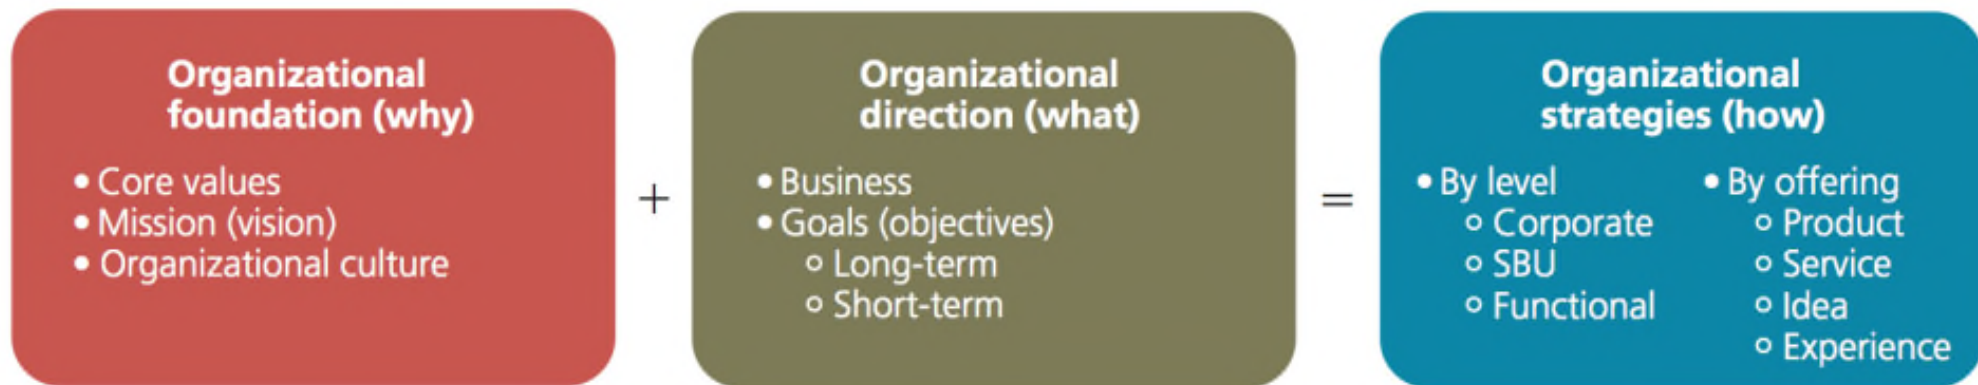 Organizational
foundation (why)
• Core values
• Mission (vision)
• Organizational culture
+
Organizational
direction (what)
• Business
• Goals (objectives)
○ Long-term
○ Short-term
=
Organizational
strategies (how)
• By level
○ Corporate
○ SBU
○ Functional
• By offering
○ Product
○ Service
○ Idea
○ Experience